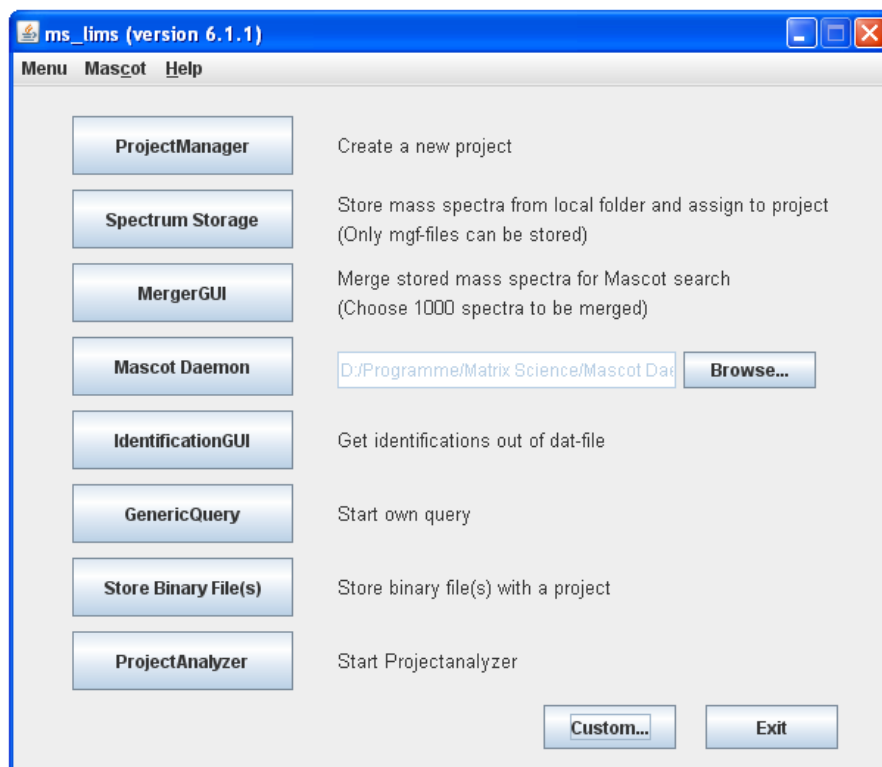 ms_lims (version 6.1.1)
Menu Mascot Help
ProjectManager Create a new project
Spectrum Storage Store mass spectra from local folder and assign to project
(Only mgf-files can be stored)
MergerGUI Merge stored mass spectra for Mascot search
(Choose 1000 spectra to be merged)
Mascot Daemon D:/Programme/Matrix Science/Mascot Dae Browse...
IdentificationGUI Get identifications out of dat-file
GenericQuery Start own query
Store Binary File(s) Store binary file(s) with a project
ProjectAnalyzer Start Projectanalyzer
Custom... Exit